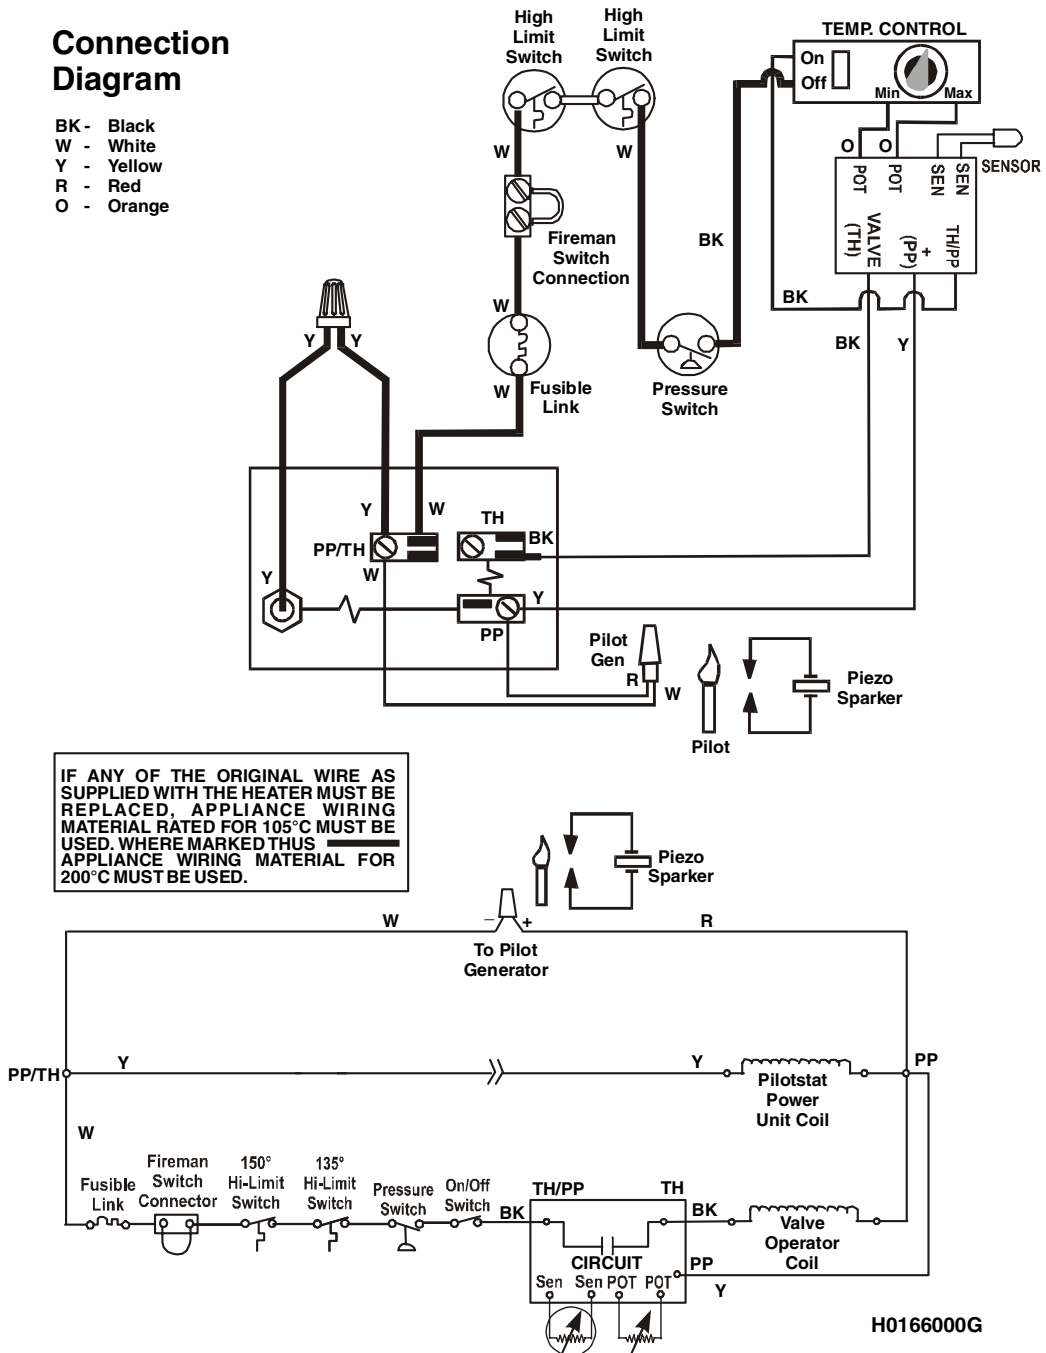 Connection
Diagram
BK - Black
W - White
Y - Yellow
R - Red
O - Orange
High
Limit
Switch
High
Limit
Switch
TEMP. CONTROL
On
Off
Min
Max
W
W
O
O
SENSOR
POT
POT
SEN
SEN
VALVE
(TH)
+
(PP)
TH/PP
Fireman
Switch
Connection
BK
BK
W
BK
Y
Y
Y
W
Fusible
Link
Pressure
Switch
Y
W
TH
BK
PP/TH
W
Y
Y
PP
Pilot
Gen
R
W
Pilot
Piezo
Sparker
IF ANY OF THE ORIGINAL WIRE AS
SUPPLIED WITH THE HEATER MUST BE
REPLACED, APPLIANCE WIRING
MATERIAL RATED FOR 105°C MUST BE
USED. WHERE MARKED THUS
APPLIANCE WIRING MATERIAL FOR
200°C MUST BE USED.
Piezo
Sparker
W
–
+
R
To Pilot
Generator
PP/TH
Y
Y
PP
Pilotstat
Power
Unit Coil
W
Fusible
Link
Fireman
Switch
Connector
150°
Hi-Limit
Switch
135°
Hi-Limit
Switch
Pressure
Switch
On/Off
Switch
BK
TH/PP
TH
BK
Valve
Operator
Coil
CIRCUIT
PP
Y
Sen
Sen
POT
POT
H0166000G